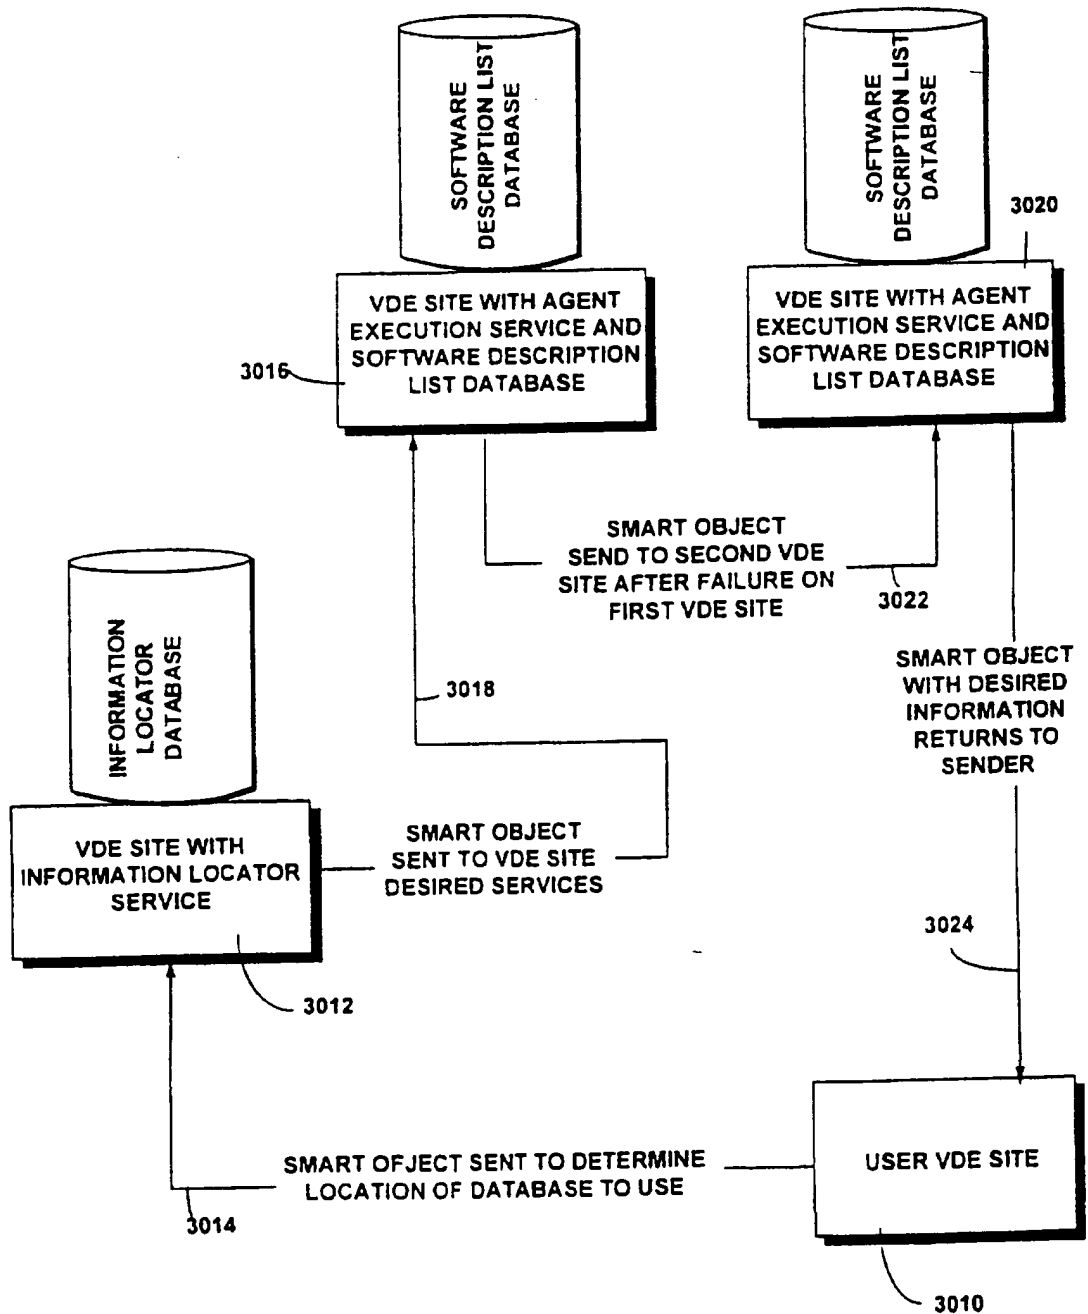 SOFTWARE
DESCRIPTION LIST
DATABASE
SOFTWARE
DESCRIPTION LIST
DATABASE
3020
VDE SITE WITH AGENT
EXECUTION SERVICE AND
SOFTWARE DESCRIPTION
LIST DATABASE
3016
VDE SITE WITH AGENT
EXECUTION SERVICE AND
SOFTWARE DESCRIPTION
LIST DATABASE
SMART OBJECT
SEND TO SECOND VDE
SITE AFTER FAILURE ON
FIRST VDE SITE
3022
INFORMATION
LOCATOR
DATABASE
3018
SMART OBJECT
WITH DESIRED
INFORMATION
RETURNS TO
SENDER
VDE SITE WITH
INFORMATION LOCATOR
SERVICE
SMART OBJECT
SENT TO VDE SITE
DESIRED SERVICES
3024
3012
SMART OFJECT SENT TO DETERMINE
LOCATION OF DATABASE TO USE
3014
USER VDE SITE
3010